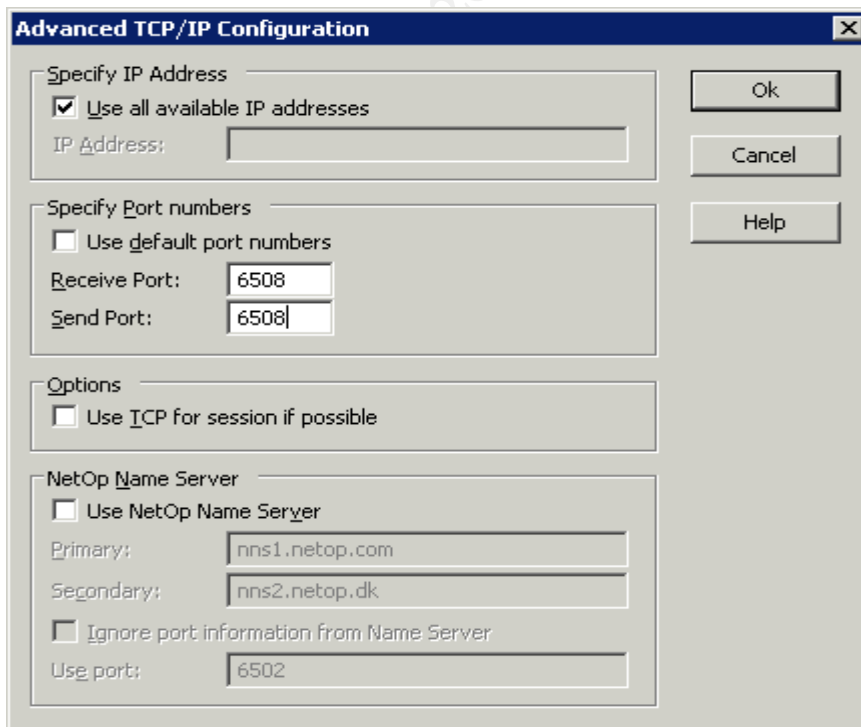 Advanced TCP/IP Configuration
Specify IP Address
Use all available IP addresses
IP Address:
Ok
Cancel
Help
Specify Port numbers
Use default port numbers
Receive Port: 6508
Send Port: 6508
Options
Use TCP for session if possible
NetOp Name Server
Use NetOp Name Server
Primary: nns1.netop.com
Secondary: nns2.netop.dk
Ignore port information from Name Server
Use port: 6502